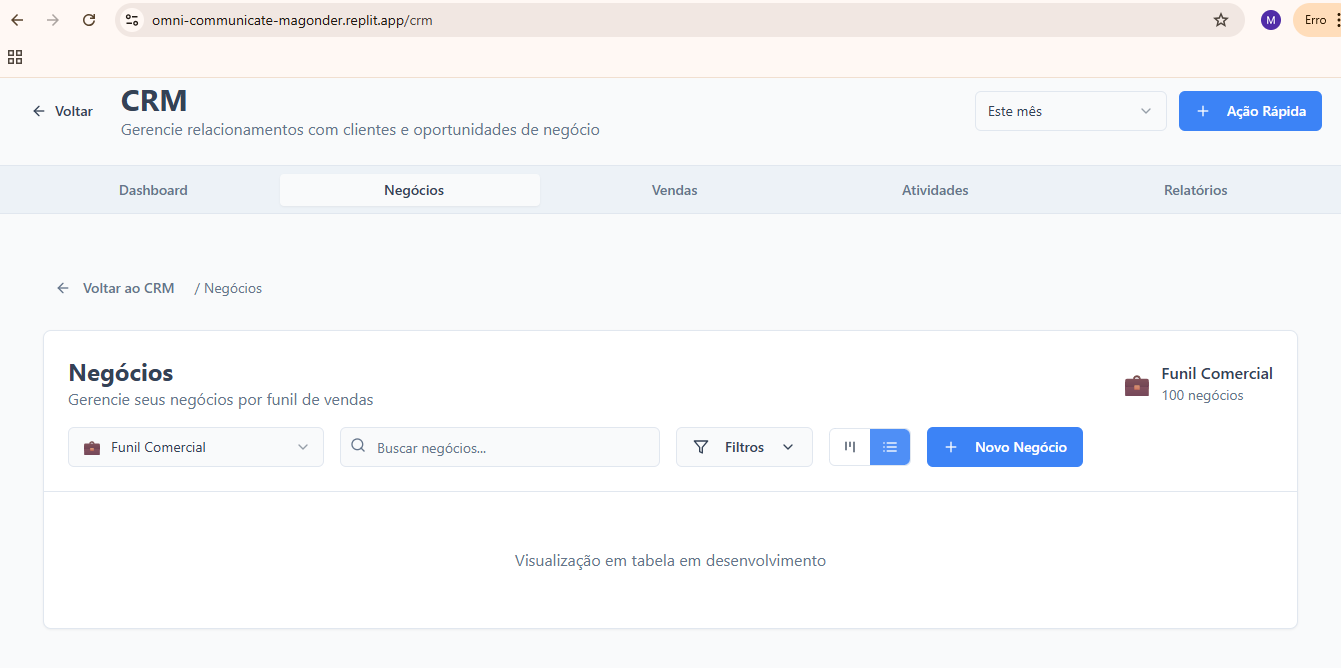 omni-communicate-magonder.replit.app/crm
M
Erro
Voltar
CRM
Gerencie relacionamentos com clientes e oportunidades de negócio
Este mês
Ação Rápida
Dashboard
Negócios
Vendas
Atividades
Relatórios
Voltar ao CRM / Negócios
Negócios
Gerencie seus negócios por funil de vendas
Funil Comercial
100 negócios
Funil Comercial
Buscar negócios...
Filtros
Novo Negócio
Visualização em tabela em desenvolvimento